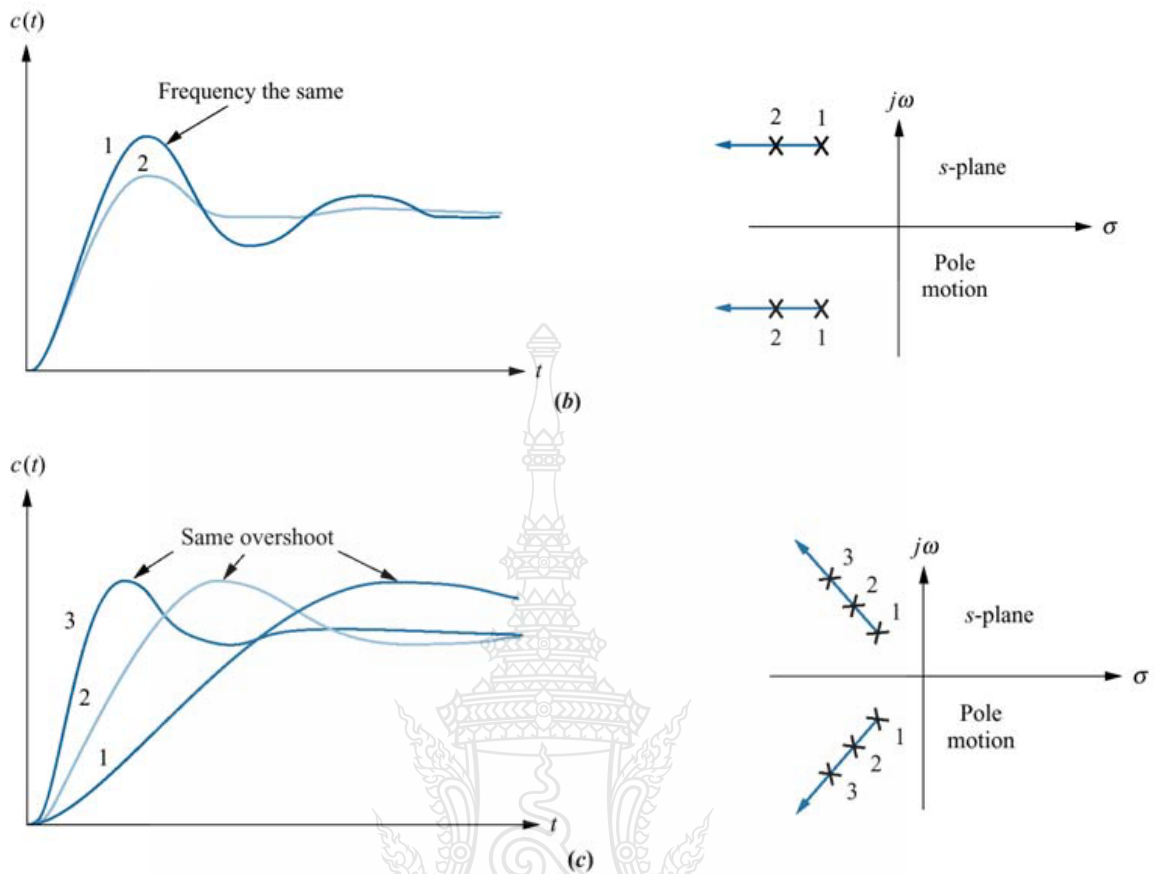 c(t)
Frequency the same
1
2
t
jω
2 1
s-plane
σ
Pole
motion
2 1
(b)
c(t)
Same overshoot
3
2
1
t
jω
3
2
1
s-plane
σ
Pole
motion
1
2
3
(c)